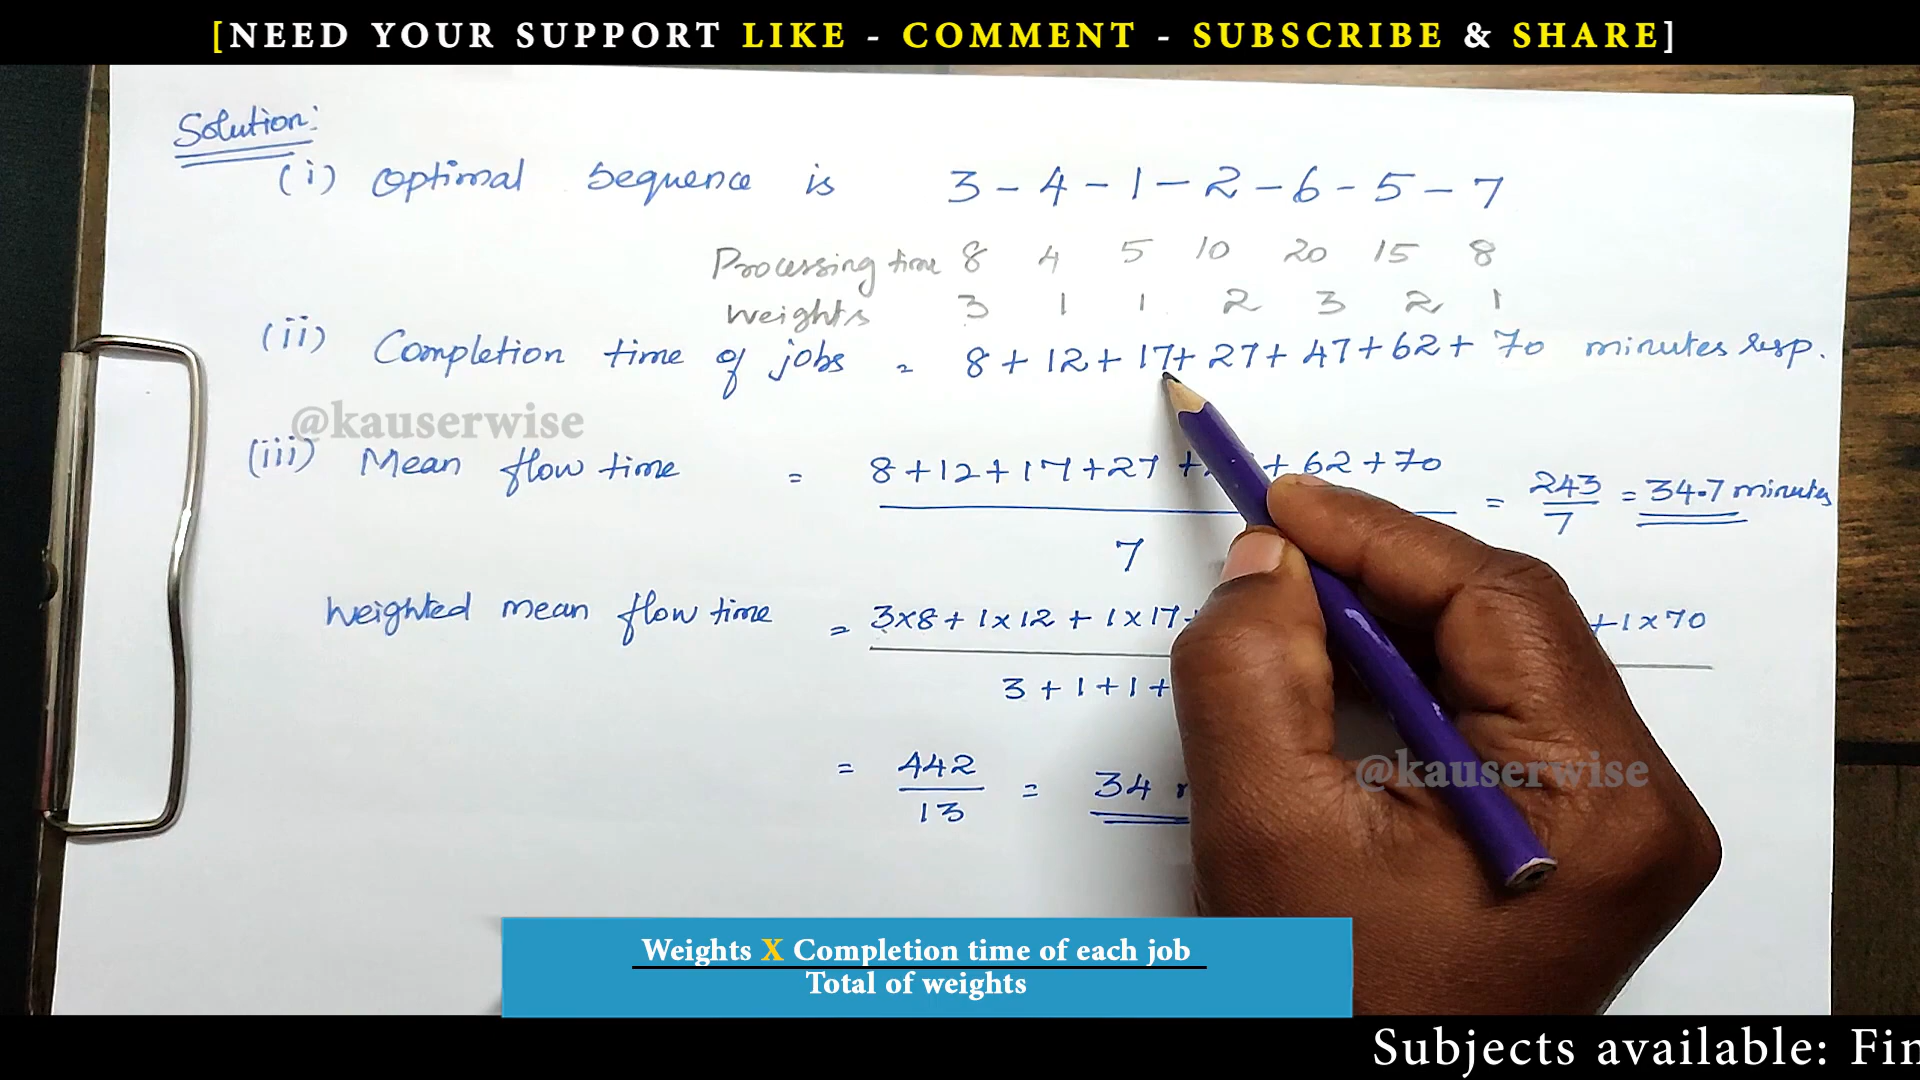 [NEED YOUR SUPPORT LIKE - COMMENT - SUBSCRIBE & SHARE]
Solution:
(i) Optimal Sequence is 3 - 4 - 1 - 2 - 6 - 5 - 7
Processing time 8 4 5 10 20 15 8
Weights 3 1 1 2 3 2 1
(ii) Completion time of jobs = 8 + 12 + 17 + 27 + 47 + 62 + 70 minutes resp.
@kauserwise
(iii) Mean flow time = 8 + 12 + 17 + 27 + + 62 + 70 = 243 = 34.7 minutes
7 7
Weighted mean flow time = 3x8 + 1x12 + 1x17 + 1x70
3 + 1 + 1 +
= 442 = 34
13
@kauserwise
Weights X Completion time of each job
Total of weights
Subjects available: Fin